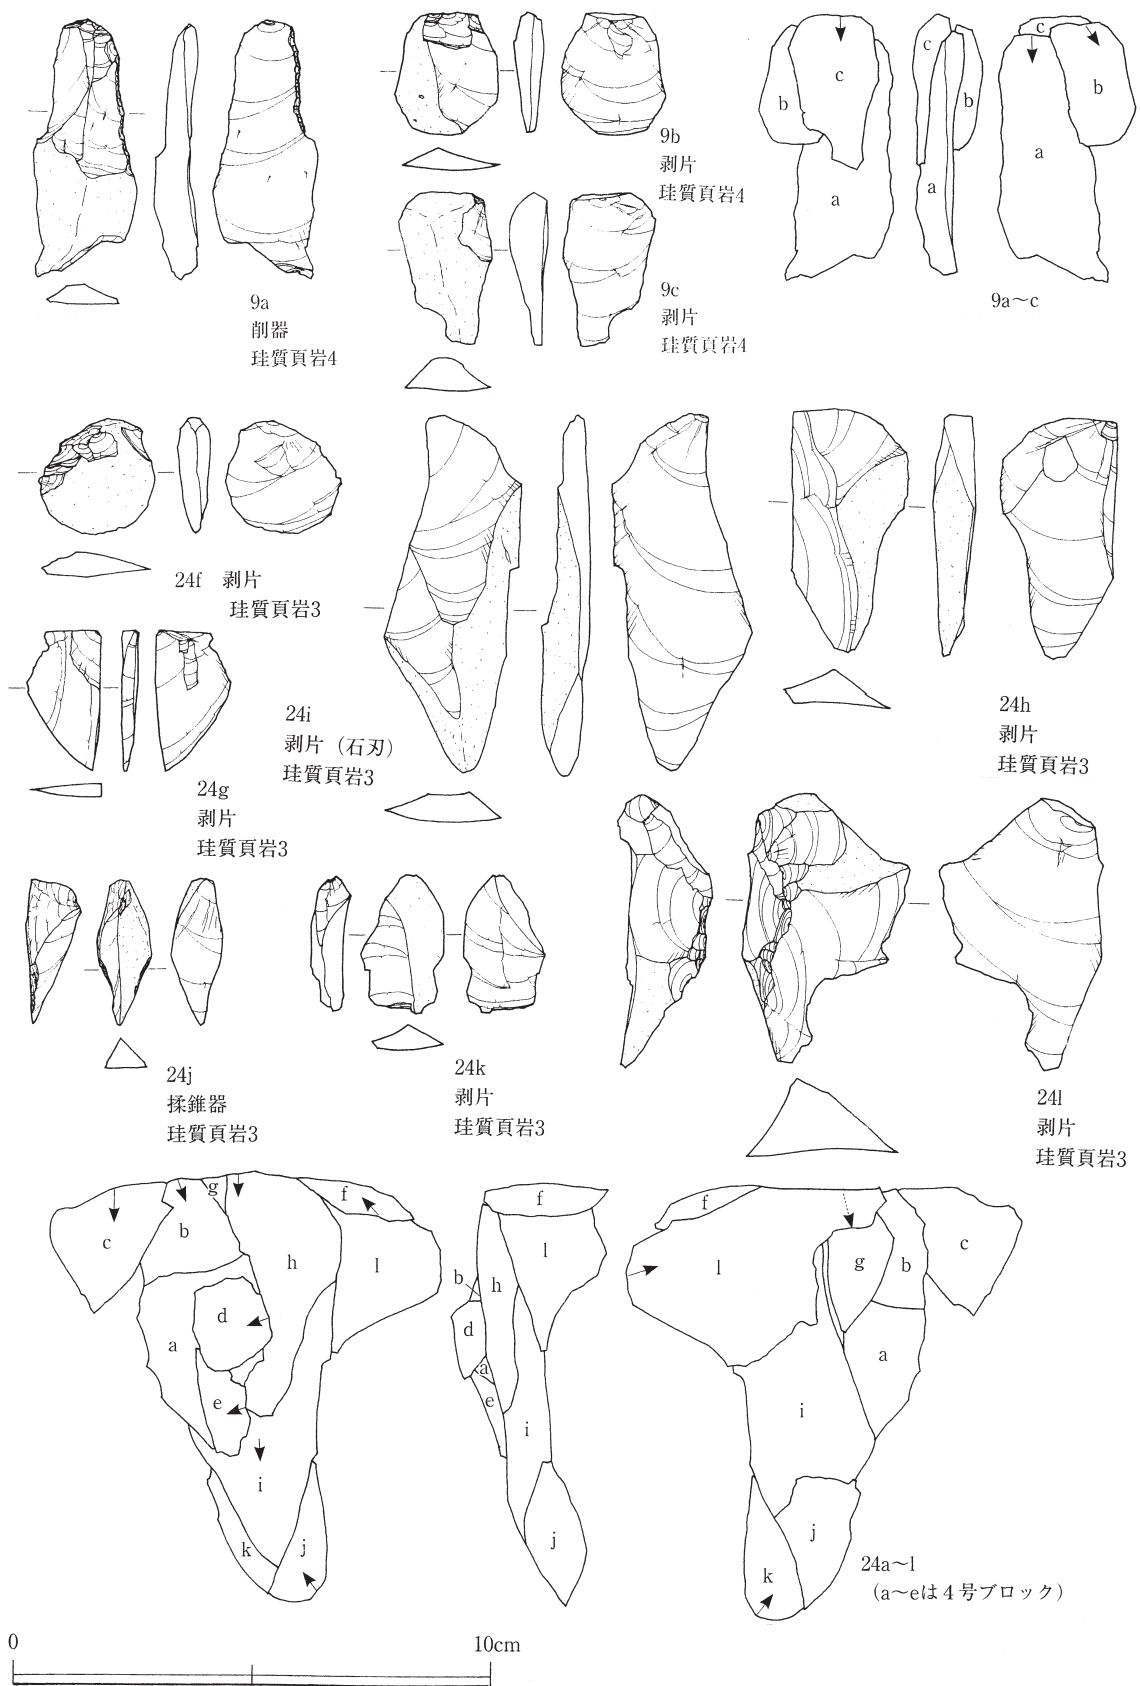 9a
削器
珪質頁岩4
9b
剥片
珪質頁岩4
9c
剥片
珪質頁岩4
c
b
a
c
b
a
c
b
a
9a～c
24f 剥片
珪質頁岩3
24g
剥片
珪質頁岩3
24i
剥片（石刃）
珪質頁岩3
24h
剥片
珪質頁岩3
24j
揉錐器
珪質頁岩3
24k
剥片
珪質頁岩3
24l
剥片
珪質頁岩3
c
b
g
f
h
l
d
a
e
i
k
j
f
l
b
h
d
a
e
i
j
f
l
g
b
c
a
i
j
k
24a～l
（a～eは４号ブロック）
0 10cm